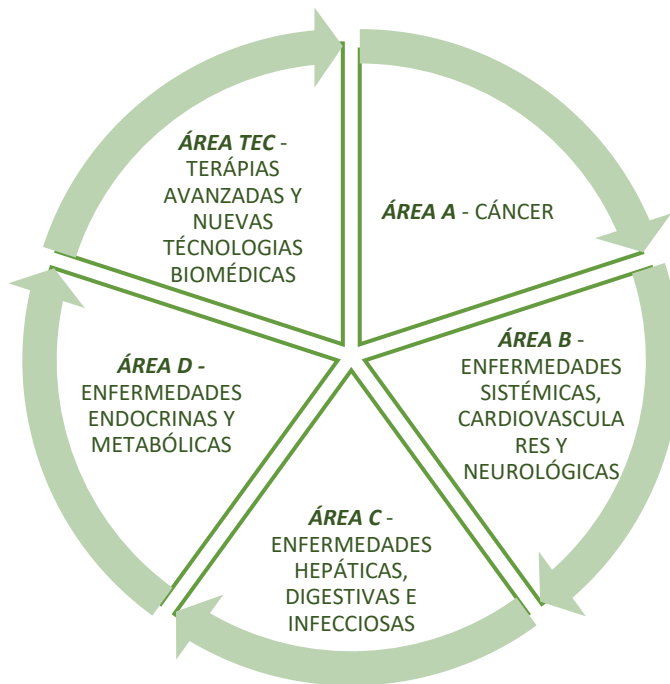 ÁREA TEC -
TERÁPIAS
AVANZADAS Y
NUEVAS
TÉCNOLOGIAS
BIOMÉDICAS
ÁREA A - CÁNCER
ÁREA B -
ENFERMEDADES
SISTÉMICAS,
CARDIOVASCULA
RES Y
NEUROLÓGICAS
ÁREA C -
ENFERMEDADES
HEPÁTICAS,
DIGESTIVAS E
INFECCIOSAS
ÁREA D -
ENFERMEDADES
ENDOCRINAS Y
METABÓLICAS